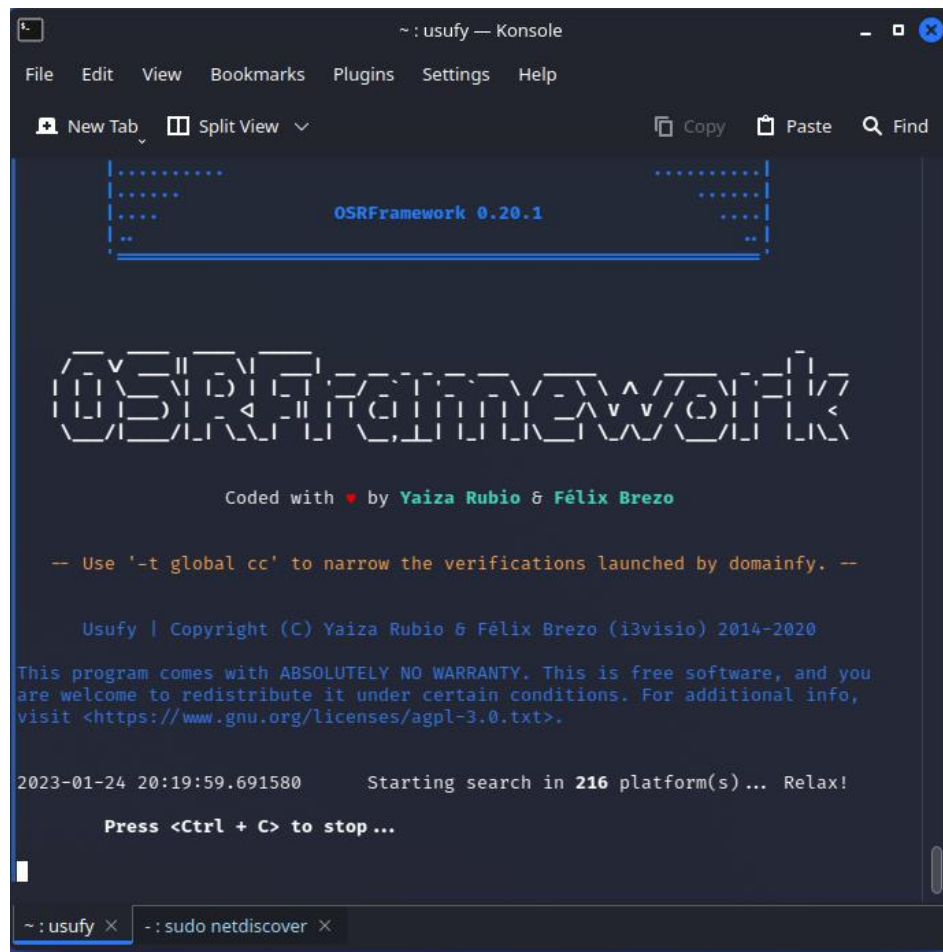 ~ : usufy — Konsole
File Edit View Bookmarks Plugins Settings Help
New Tab Split View Copy Paste Find
OSRFramework 0.20.1
OSRFramework
Coded with ♥ by Yaiza Rubio & Félix Brezo
-- Use '-t global cc' to narrow the verifications launched by domainfy. --
Usufy | Copyright (C) Yaiza Rubio & Félix Brezo (i3visio) 2014-2020
This program comes with ABSOLUTELY NO WARRANTY. This is free software, and you
are welcome to redistribute it under certain conditions. For additional info,
visit <https://www.gnu.org/licenses/agpl-3.0.txt>.
2023-01-24 20:19:59.691580 Starting search in 216 platform(s)... Relax!
Press <Ctrl + C> to stop...
~ : usufy × - : sudo netdiscover ×